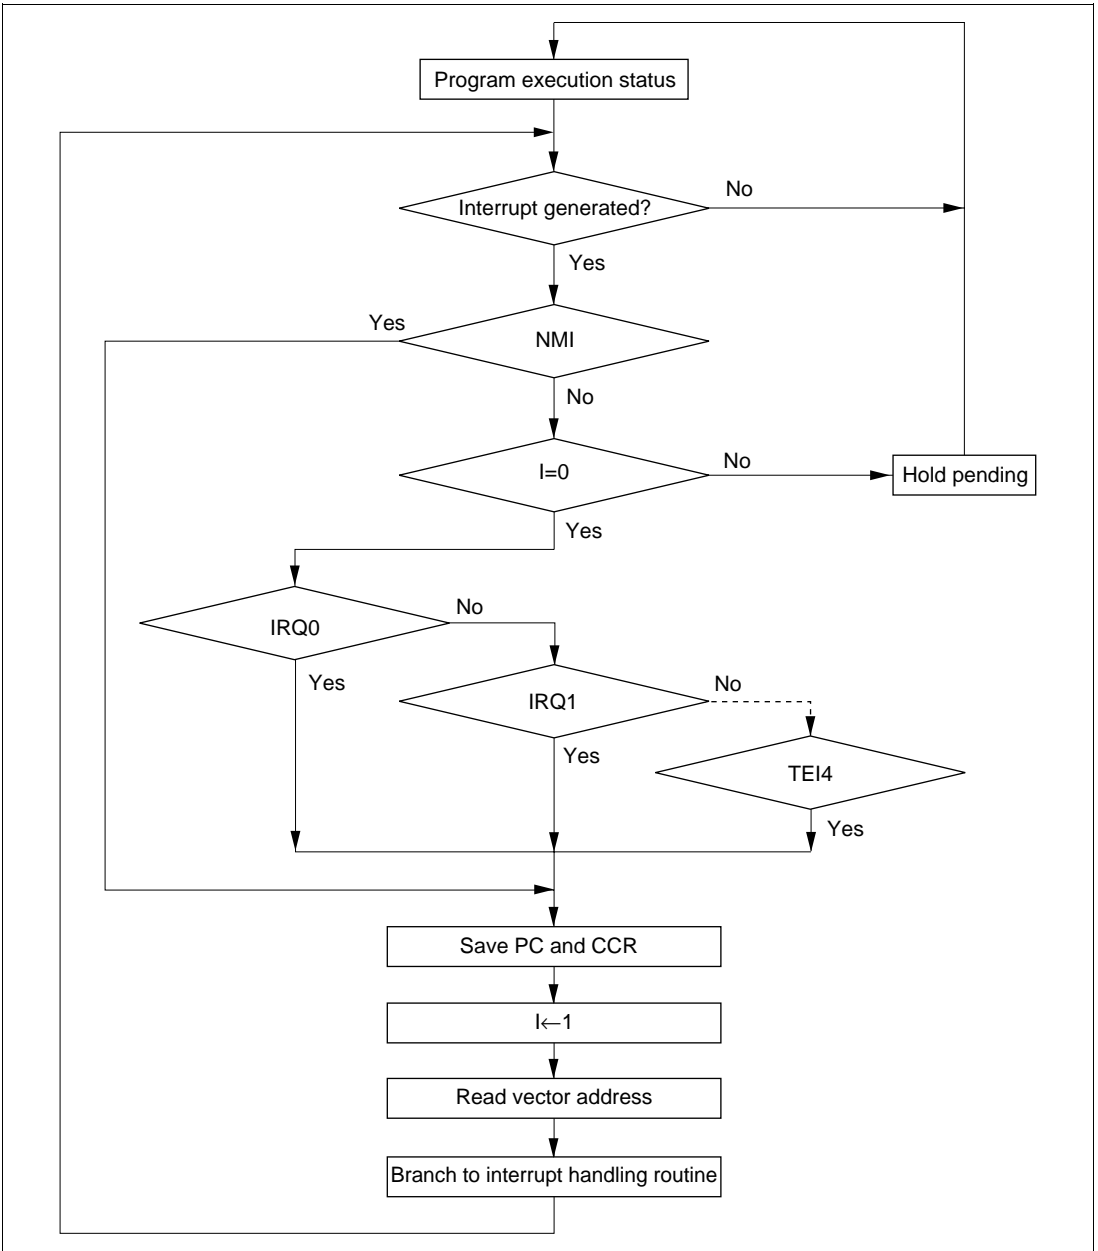 Program execution status
Interrupt generated?
No
Yes
Yes
NMI
No
I=0
No
Hold pending
Yes
IRQ0
No
Yes
IRQ1
No
Yes
TEI4
Yes
Save PC and CCR
I←1
Read vector address
Branch to interrupt handling routine